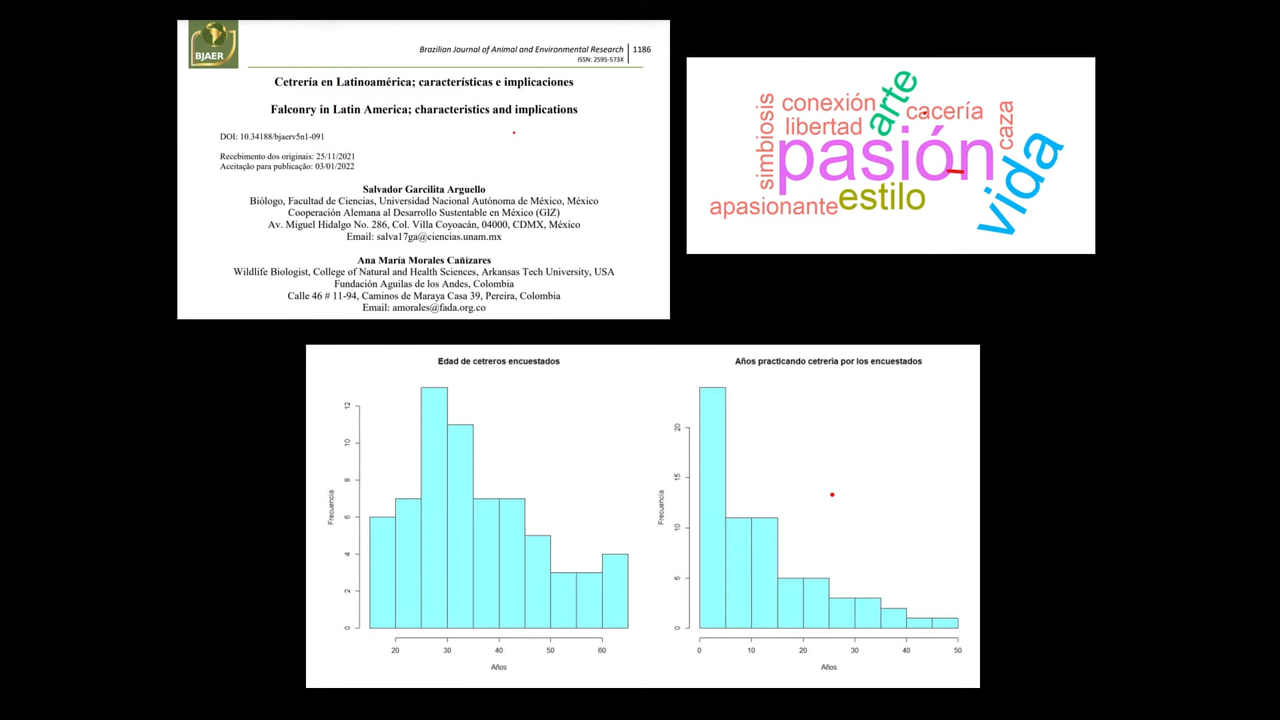 BJAER
Brazilian Journal of Animal and Environmental Research 1186
ISSN: 2595-573X
Cetrería en Latinoamérica; características e implicaciones
Falconry in Latin America; characteristics and implications
DOI: 10.34188/bjaerv5n1-091
Recebimento dos originais: 25/11/2021
Aceitação para publicação: 03/01/2022
Salvador Garcilita Arguello
Biólogo, Facultad de Ciencias, Universidad Nacional Autónoma de México, México
Cooperación Alemana al Desarrollo Sustentable en México (GIZ)
Av. Miguel Hidalgo No. 286, Col. Villa Coyoacán, 04000, CDMX, México
Email: salva17ga@ciencias.unam.mx
Ana María Morales Cañizares
Wildlife Biologist, College of Natural and Health Sciences, Arkansas Tech University, USA
Fundación Aguilas de los Andes, Colombia
Calle 46 # 11-94, Caminos de Maraya Casa 39, Pereira, Colombia
Email: amorales@fada.org.co
simbiosis
conexión
libertad
arte
cacería
caza
pasión
vida
apasionante
estilo
Edad de cetreros encuestados
Frecuencia
12
10
8
6
4
2
0
20 30 40 50 60
Años
Años practicando cetreria por los encuestados
Frecuencia
20
15
10
5
0
0 10 20 30 40 50
Años